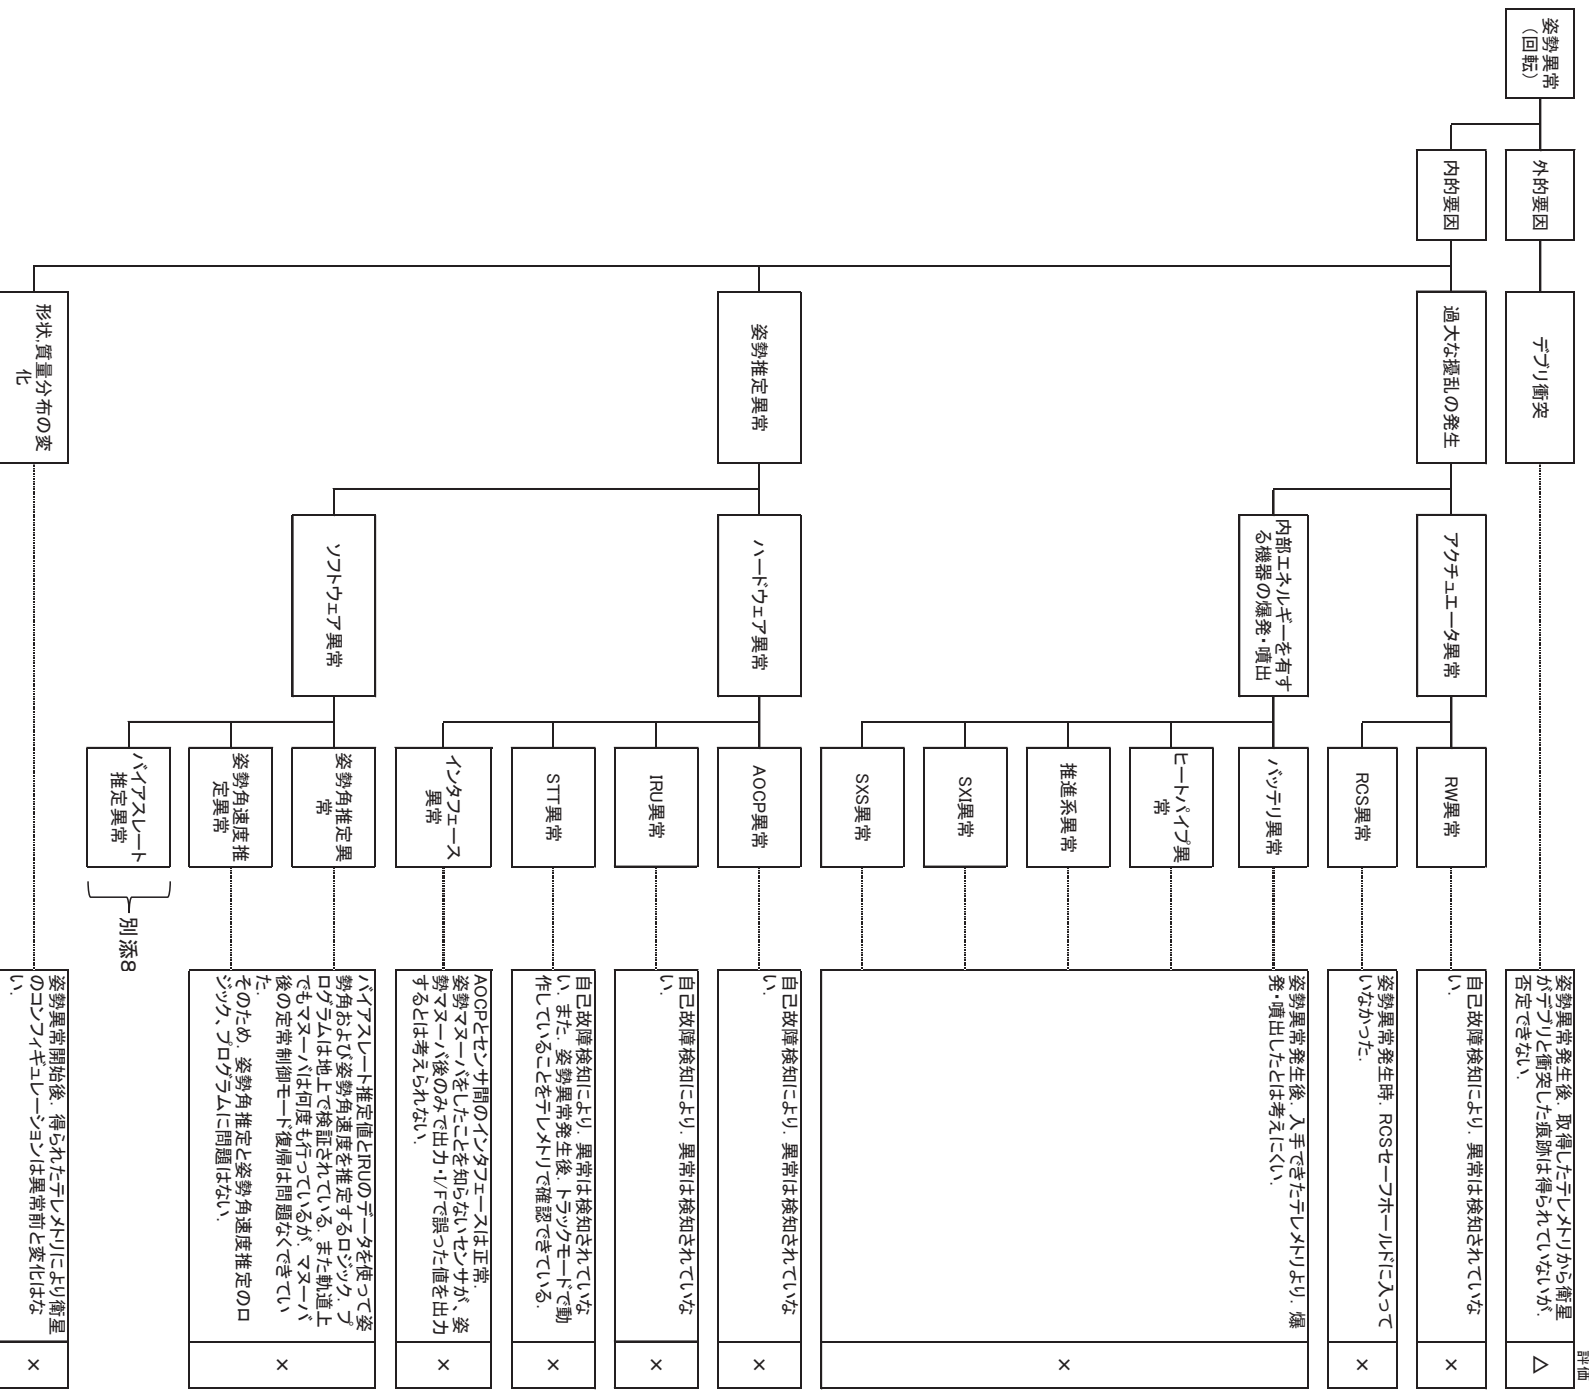 評価
姿勢異常
（回転）
外的要因
デブリ衝突
姿勢異常発生後，取得したテレメトリから衛星
がデブリと衝突した痕跡は得られていないが，
否定できない．
△
内的要因
過大な擾乱の発生
アクチュエータ異常
RW異常
自己故障検知により，異常は検知されていな
い．
×
RCS異常
姿勢異常発生時，RCSセーフホールドに入って
いなかった．
×
内部エネルギーを有す
る機器の爆発・噴出
バッテリ異常
ヒートパイプ異
常
推進系異常
SXI異常
SXS異常
姿勢異常発生後，入手できたテレメトリより，爆
発・噴出したとは考えにくい．
×
姿勢推定異常
ハードウェア異常
AOCP異常
自己故障検知により，異常は検知されていな
い．
×
IRU異常
自己故障検知により，異常は検知されていな
い．
×
STT異常
自己故障検知により，異常は検知されていな
い．また，姿勢異常発生後，トラックモードで動
作していることをテレメトリで確認できている．
×
インタフェース
異常
AOCPとセンサ間のインタフェースは正常．
姿勢マヌーバをしたことを知らないセンサが、姿
勢マヌーバ後のみで出力・I/Fで誤った値を出力
するとは考えられない．
×
ソフトウェア異常
姿勢角推定異
常
姿勢角速度推
定異常
バイアスレート推定値とIRUのデータを使って姿
勢角および姿勢角速度を推定するロジック，プ
ログラムは地上で検証されている．また軌道上
でもマヌーバは何度も行っているが，マヌーバ
後の定常制御モード復帰は問題なくできてい
た．
そのため，姿勢角推定と姿勢角速度推定のロ
ジック、プログラムに問題はない．
×
バイアスレート
推定異常
別添8
形状,質量分布の変
化
姿勢異常開始後，得られたテレメトリにより衛星
のコンフィギュレーションは異常前と変化はな
い．
×